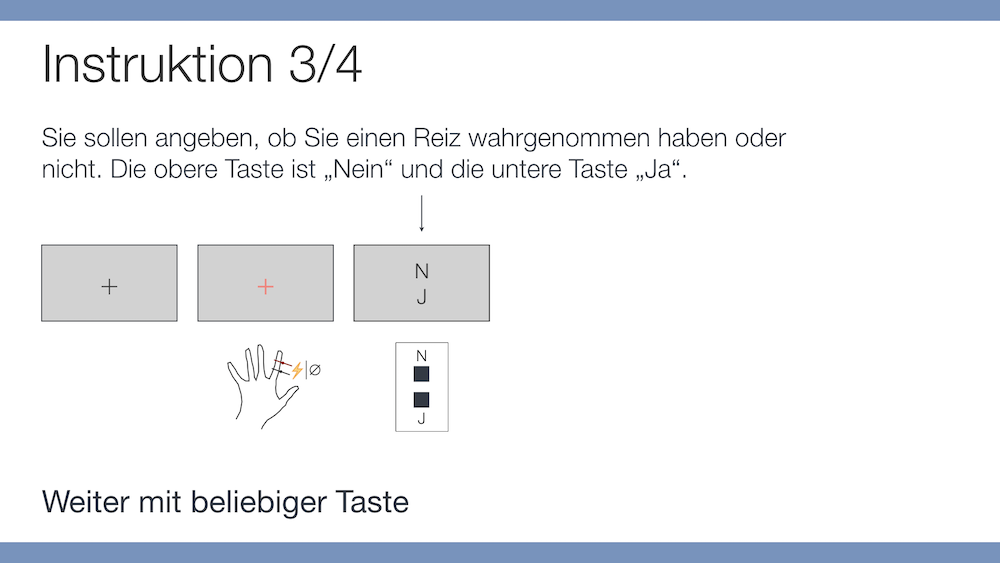 Instruktion 3/4
Sie sollen angeben, ob Sie einen Reiz wahrgenommen haben oder
nicht. Die obere Taste ist „Nein“ und die untere Taste „Ja“.
N
J
∅
N
J
Weiter mit beliebiger Taste